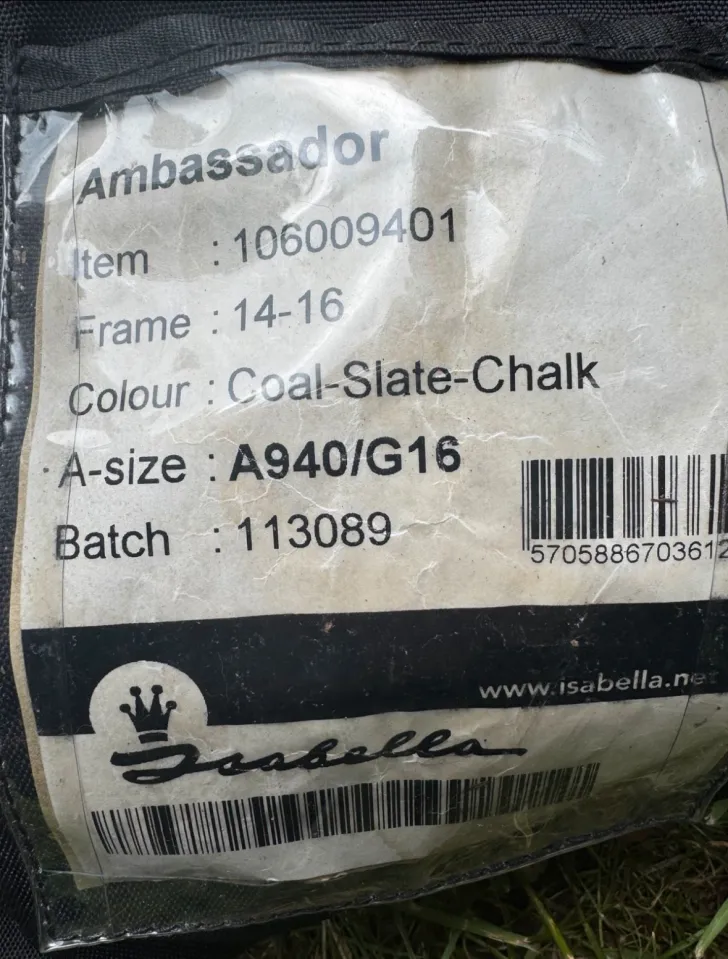 Ambassador
Item : 106009401
Frame : 14-16
Colour : Coal-Slate-Chalk
A-size : A940/G16
Batch : 113089
5705886703612
www.isabella.net
Isabella